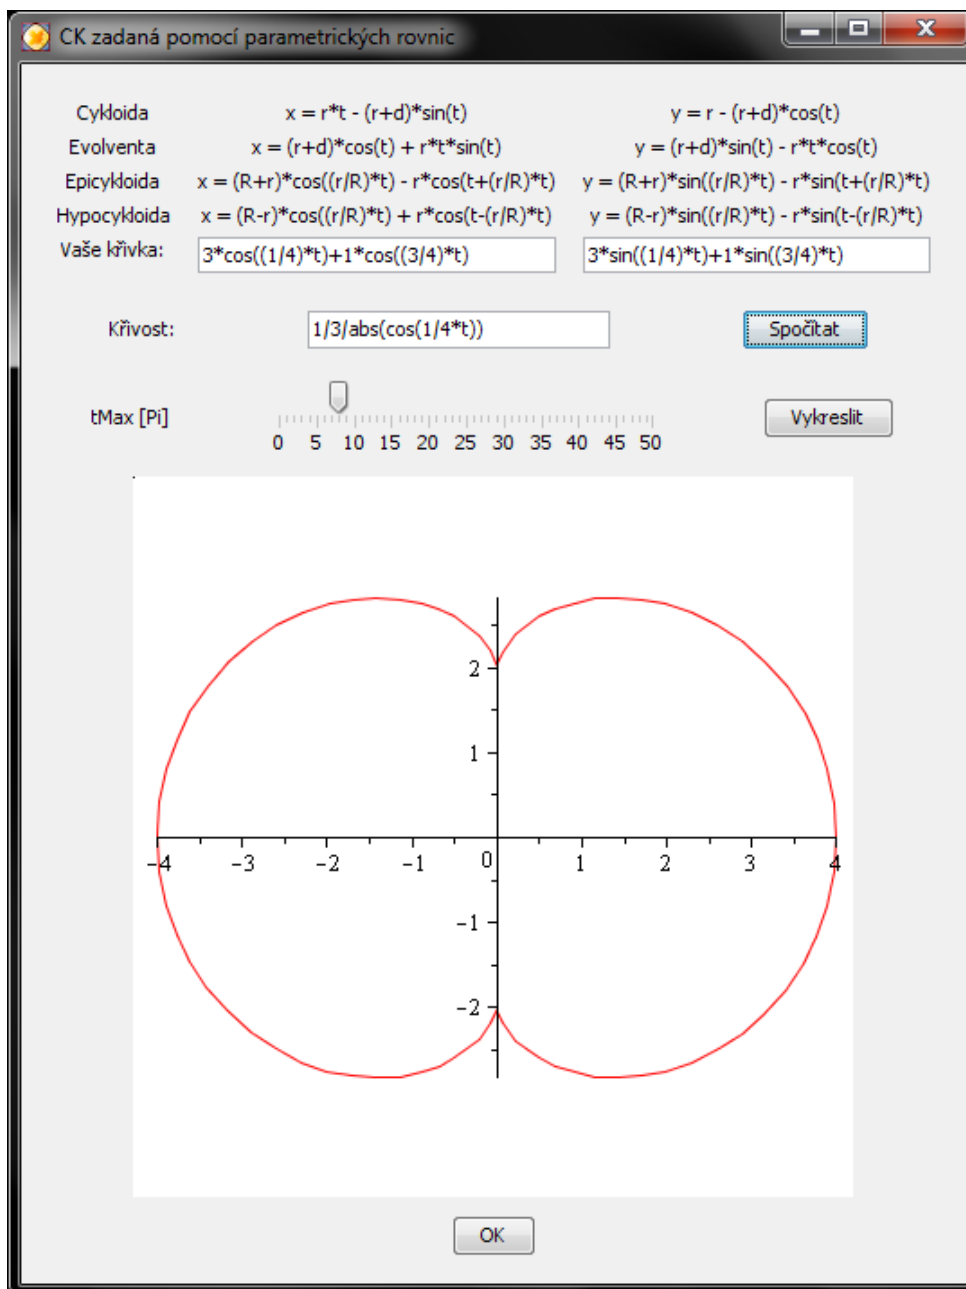 CK zadaná pomocí parametrických rovnic
Cykloida x = r*t - (r+d)*sin(t) y = r - (r+d)*cos(t)
Evolventa x = (r+d)*cos(t) + r*t*sin(t) y = (r+d)*sin(t) - r*t*cos(t)
Epicykloida x = (R+r)*cos((r/R)*t) - r*cos(t+(r/R)*t) y = (R+r)*sin((r/R)*t) - r*sin(t+(r/R)*t)
Hypocykloida x = (R-r)*cos((r/R)*t) + r*cos(t-(r/R)*t) y = (R-r)*sin((r/R)*t) - r*sin(t-(r/R)*t)
Vaše křivka: 3*cos((1/4)*t)+1*cos((3/4)*t) 3*sin((1/4)*t)+1*sin((3/4)*t)
Křivost: 1/3/abs(cos(1/4*t)) Spočítat
tMax [Pi] Vykreslit
0 5 10 15 20 25 30 35 40 45 50
2
1
-4 -3 -2 -1 0 1 2 3 4
-1
-2
OK